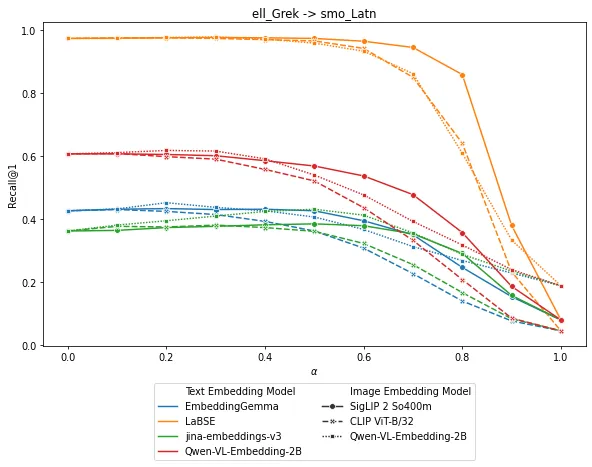 ell_Grek -> smo_Latn
Recall@1
1.0
0.8
0.6
0.4
0.2
0.0
0.0 0.2 0.4 0.6 0.8 1.0
α
Text Embedding Model
EmbeddingGemma
LaBSE
jina-embeddings-v3
Qwen-VL-Embedding-2B
Image Embedding Model
SigLIP 2 So400m
CLIP ViT-B/32
Qwen-VL-Embedding-2B